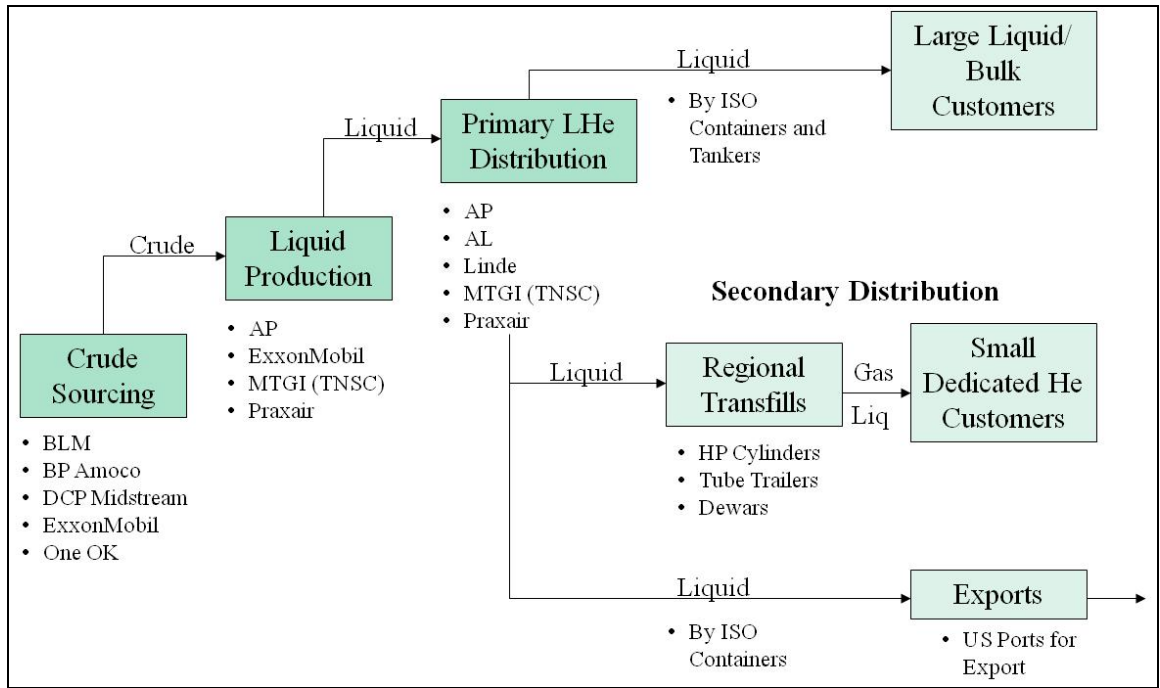 Crude
Sourcing
• BLM
• BP Amoco
• DCP Midstream
• ExxonMobil
• One OK
Crude
Liquid
Production
• AP
• ExxonMobil
• MTGI (TNSC)
• Praxair
Liquid
Primary LHe
Distribution
• AP
• AL
• Linde
• MTGI (TNSC)
• Praxair
Liquid
• By ISO
Containers and
Tankers
Large Liquid/
Bulk
Customers
Secondary Distribution
Liquid
Regional
Transfills
• HP Cylinders
• Tube Trailers
• Dewars
Gas
Liq
Small
Dedicated He
Customers
Liquid
• By ISO
Containers
Exports
• US Ports for
Export